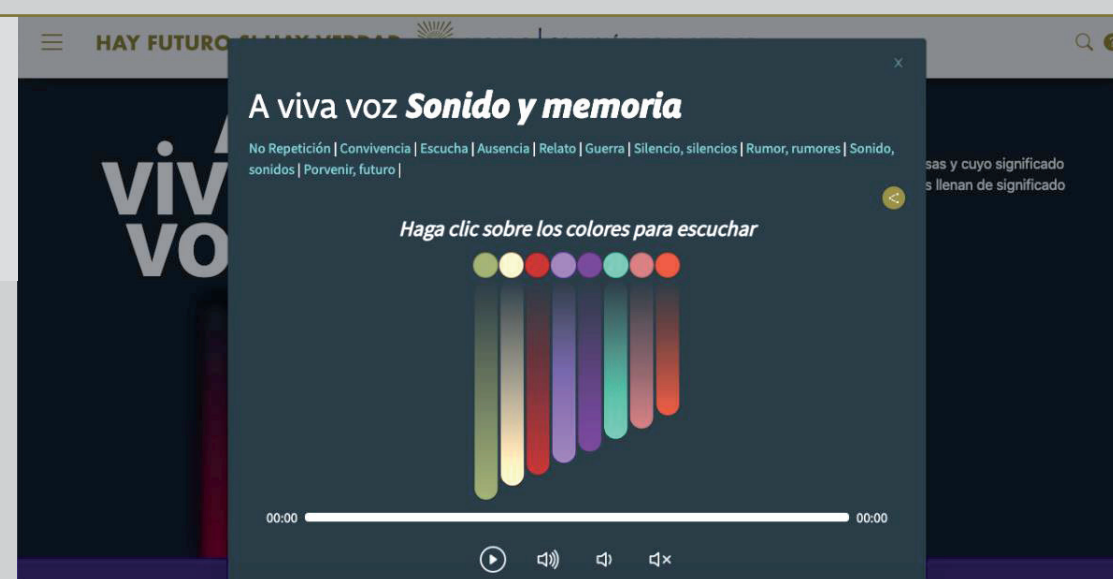 HAY FUTURO
A viva voz Sonido y memoria
x
No Repetición | Convivencia | Escucha | Ausencia | Relato | Guerra | Silencio, silencios | Rumor, rumores | Sonido,
sonidos | Porvenir, futuro |
VIV
VO
sas y cuyo significado
s llenan de significado
Haga clic sobre los colores para escuchar
00:00
00:00